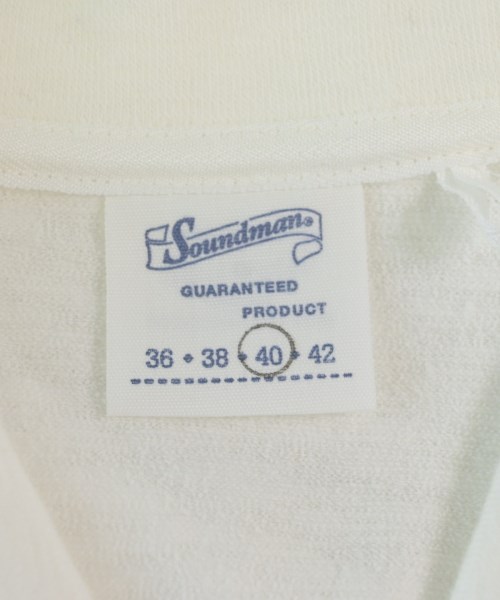 Soundman®
GUARANTEED
PRODUCT
36 • 38 • 40 • 42